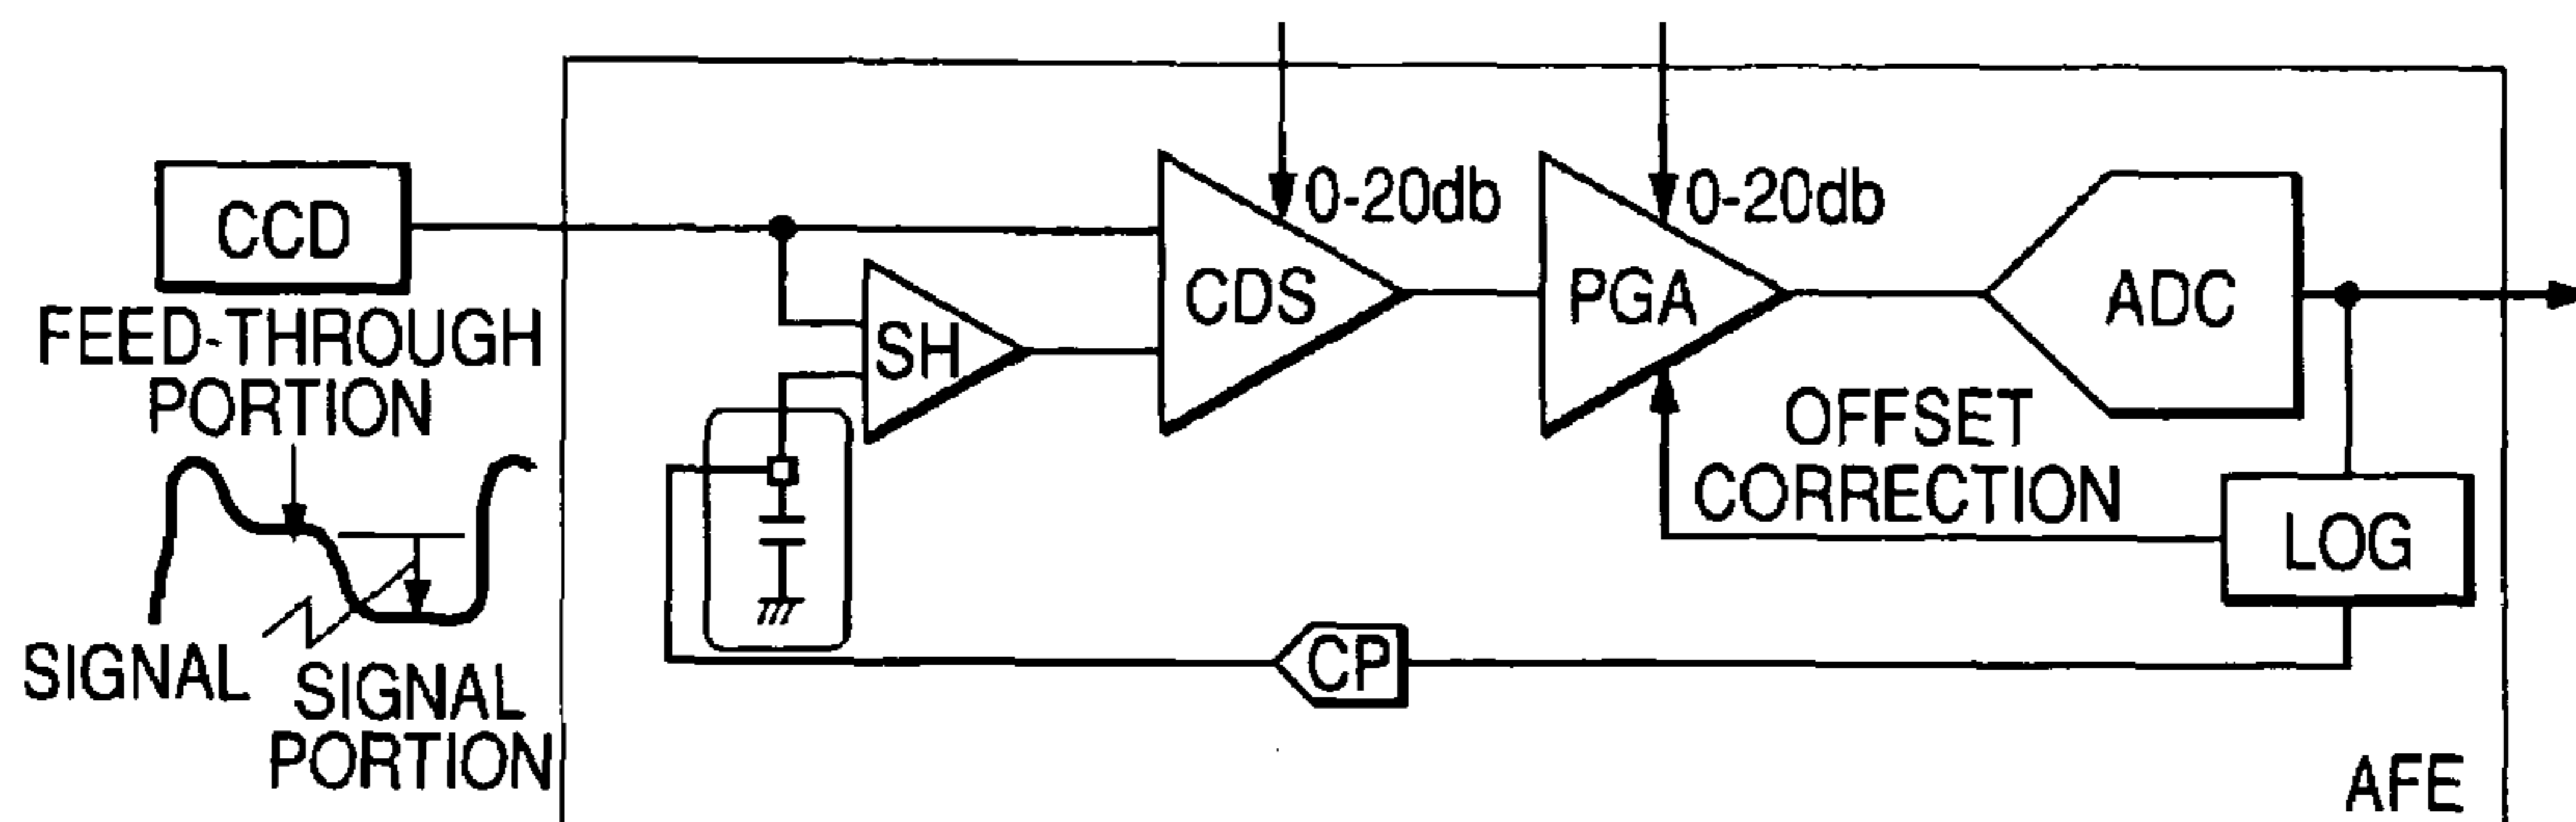 0-20db
0-20db
CCD
FEED-THROUGH
PORTION
SIGNAL
SIGNAL
PORTION
SH
CDS
PGA
ADC
OFFSET
CORRECTION
LOG
CP
AFE